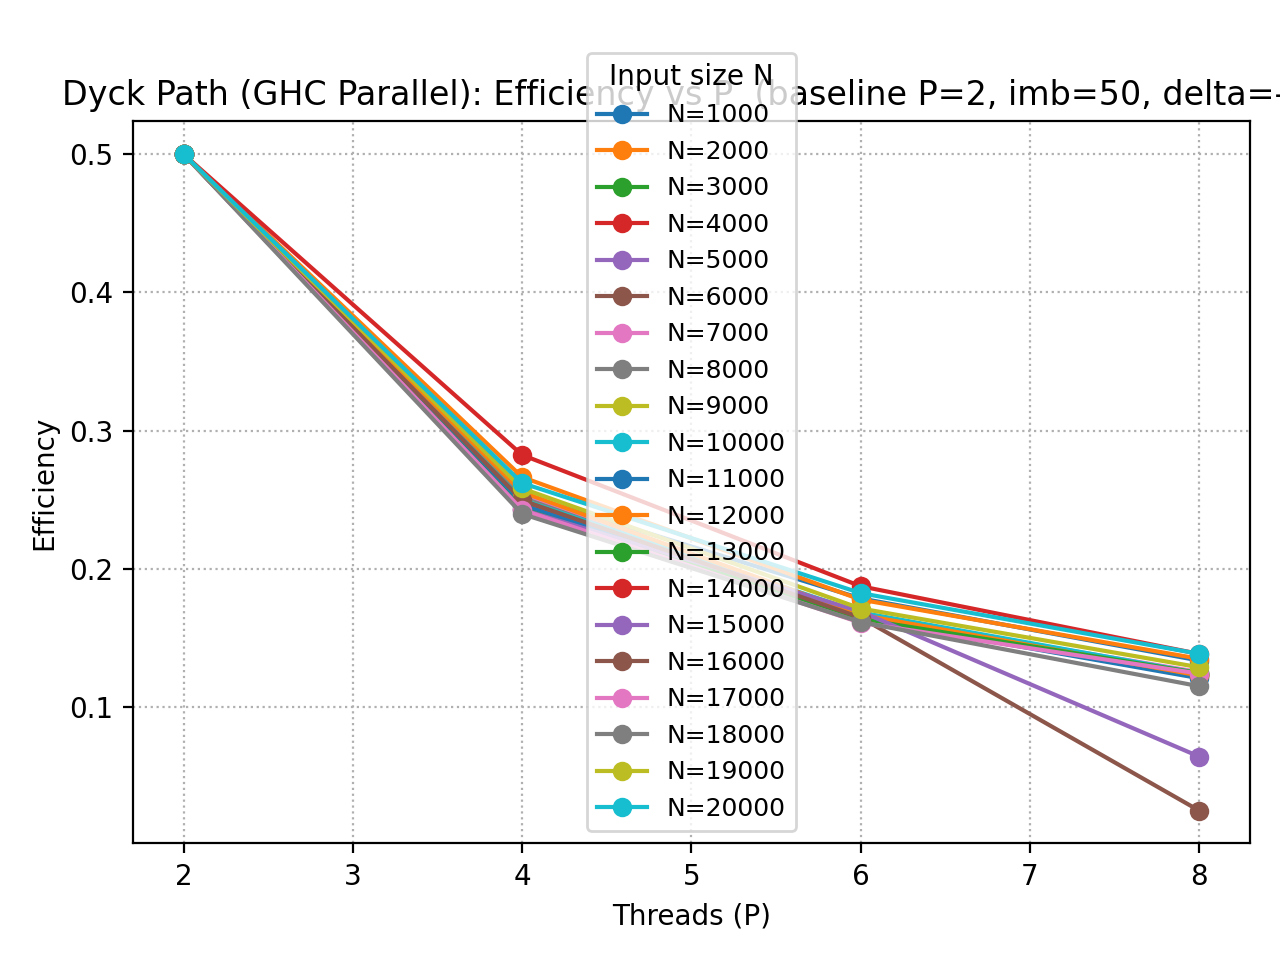 Dyck Path (GHC Parallel): Efficiency vs P (baseline P=2, imb=50, delta=-
Input size N
N=1000
N=2000
N=3000
N=4000
N=5000
N=6000
N=7000
N=8000
N=9000
N=10000
N=11000
N=12000
N=13000
N=14000
N=15000
N=16000
N=17000
N=18000
N=19000
N=20000
Efficiency
0.5
0.4
0.3
0.2
0.1
2 3 4 5 6 7 8
Threads (P)